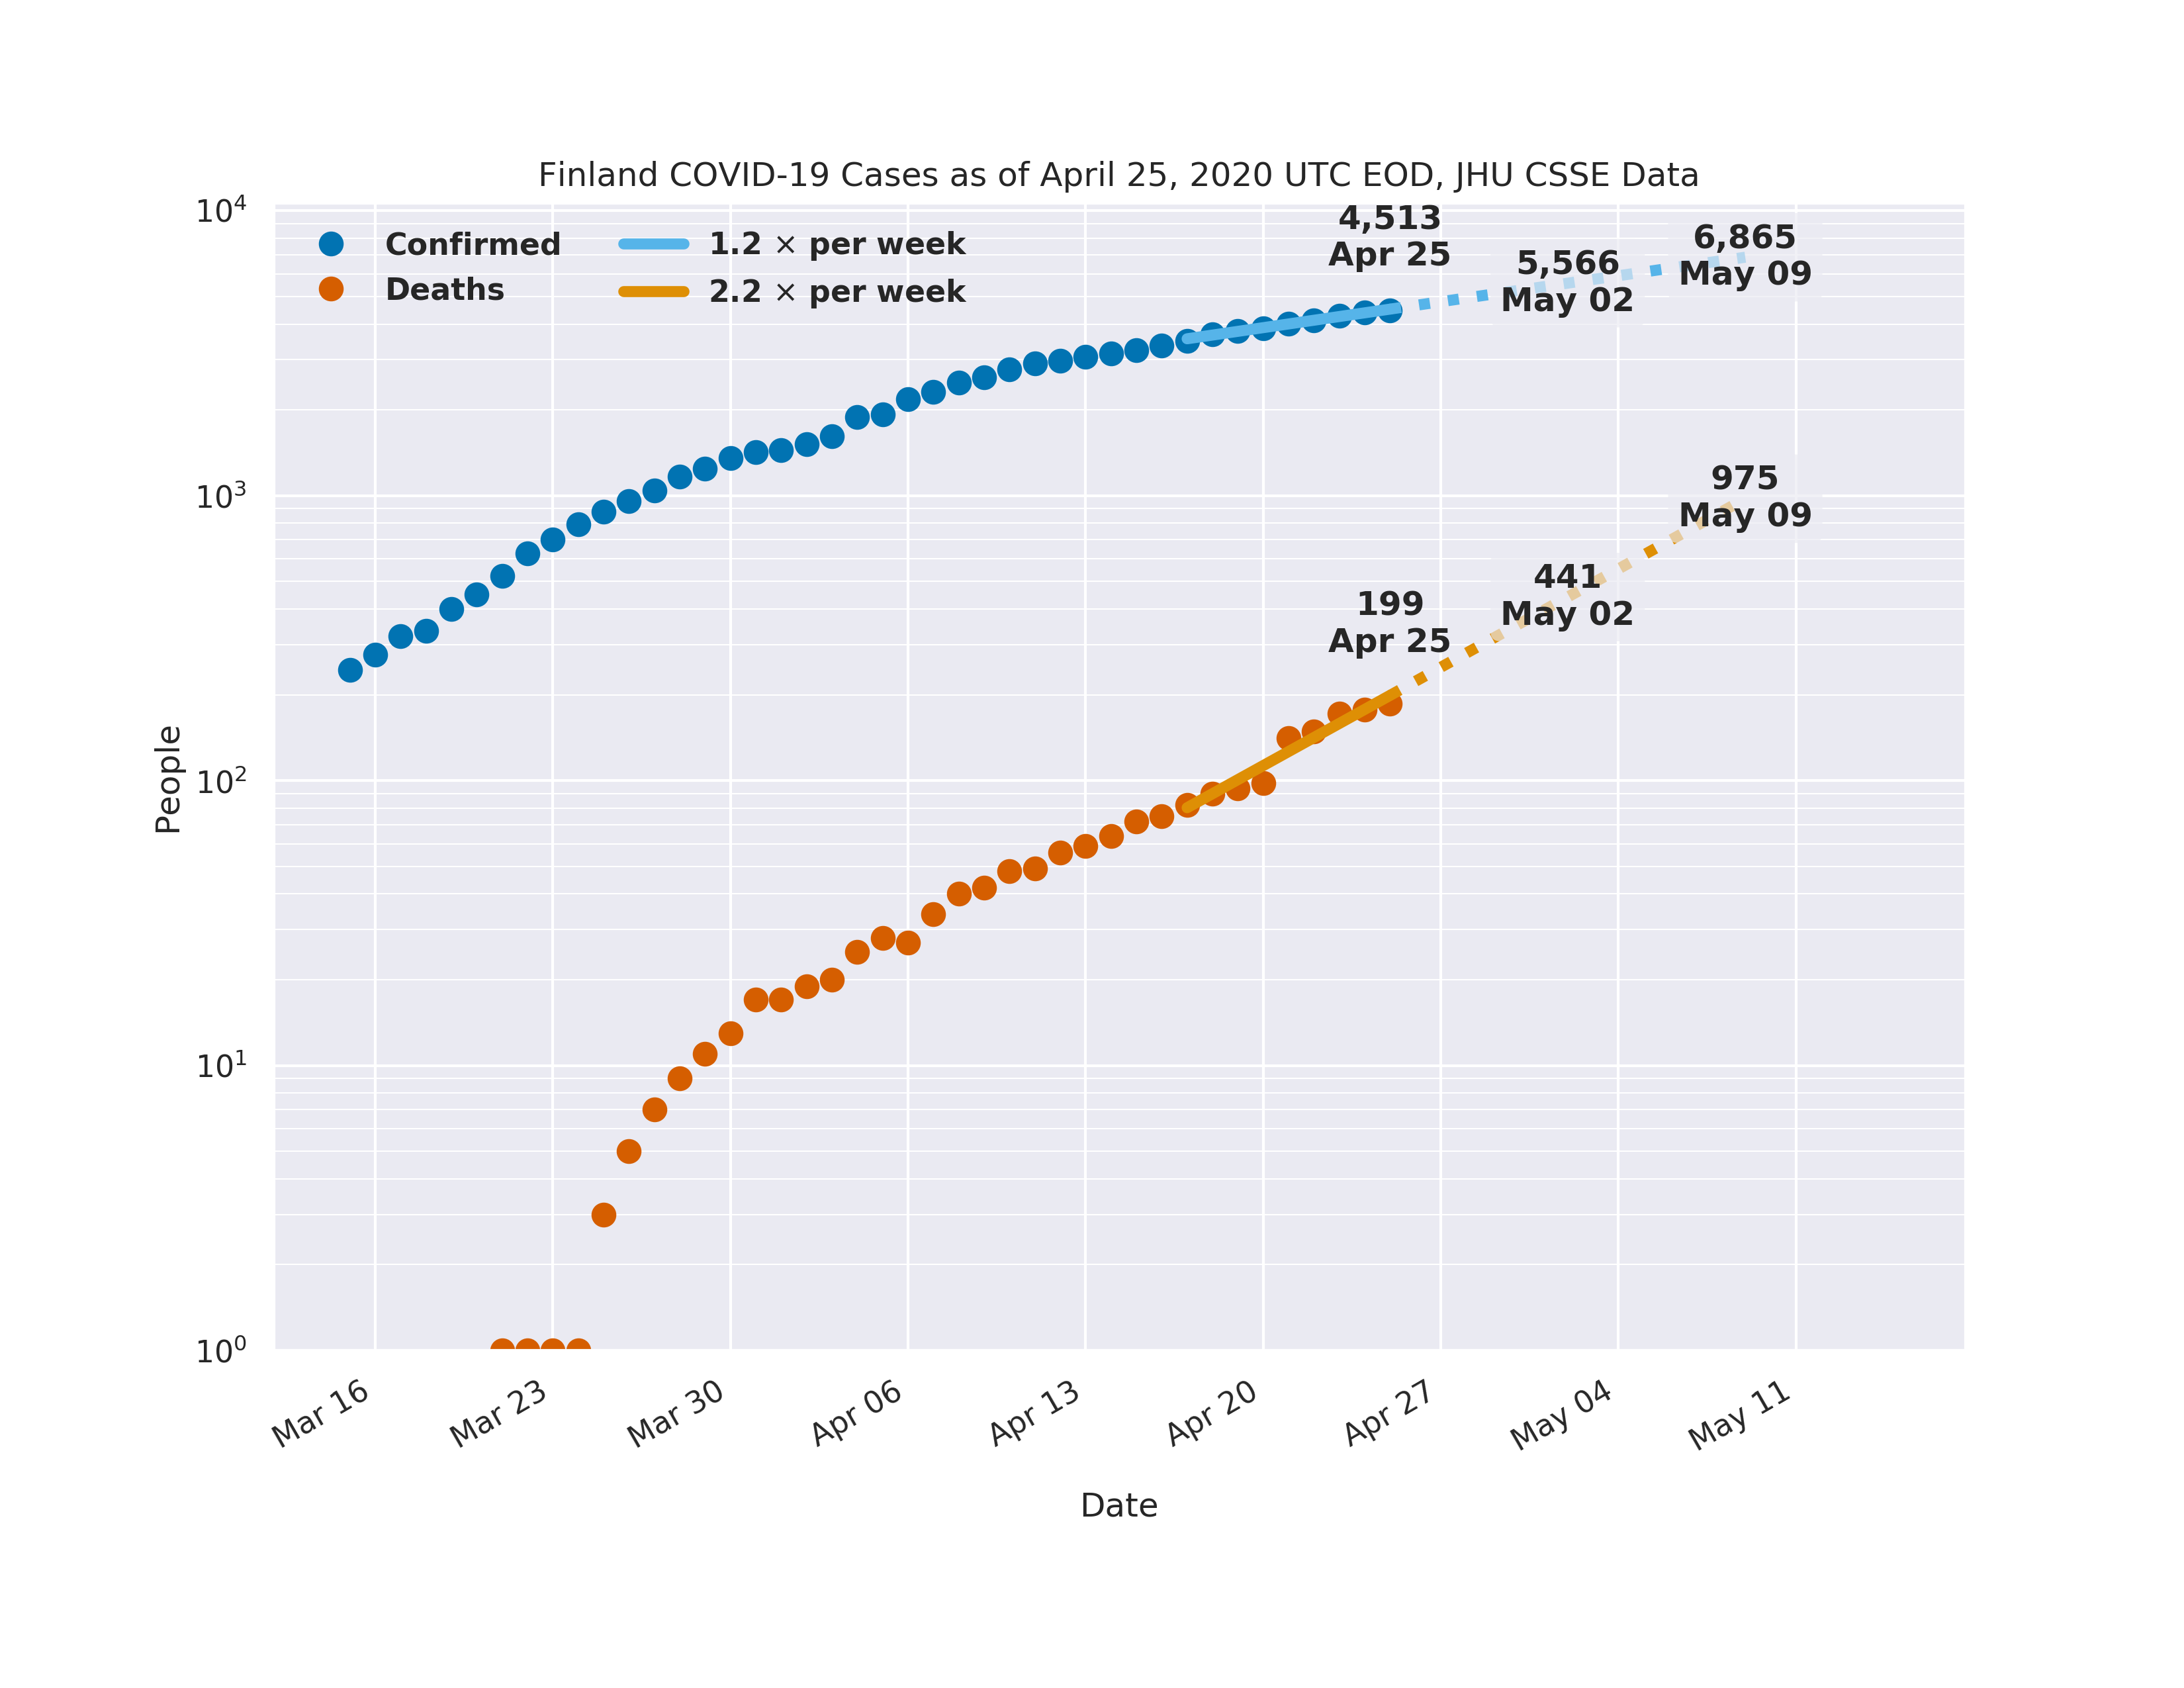 Finland COVID-19 Cases as of April 25, 2020 UTC EOD, JHU CSSE Data
Confirmed
Deaths
1.2 × per week
2.2 × per week
4,513
Apr 25
5,566
May 02
6,865
May 09
975
May 09
441
May 02
199
Apr 25
People
10⁴
10³
10²
10¹
10⁰
Mar 16
Mar 23
Mar 30
Apr 06
Apr 13
Apr 20
Apr 27
May 04
May 11
Date